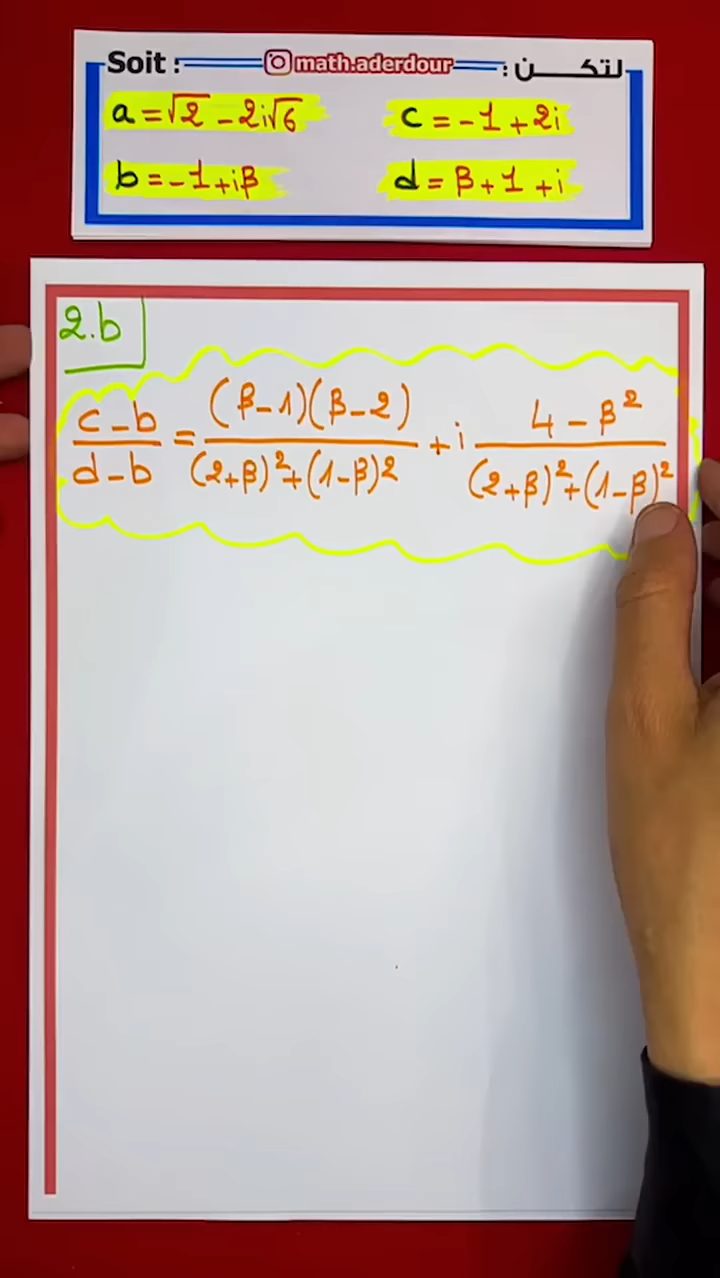 Soit : math.aderdour لتكن :
a = √2 - 2i√6 c = -1 + 2i
b = -1 + iβ d = β + 1 + i
2.b
(c - b)/(d - b) = ((β - 1)(β - 2))/((2 + β)² + (1 - β)²) + i (4 - β²)/((2 + β)² + (1 - β)²)